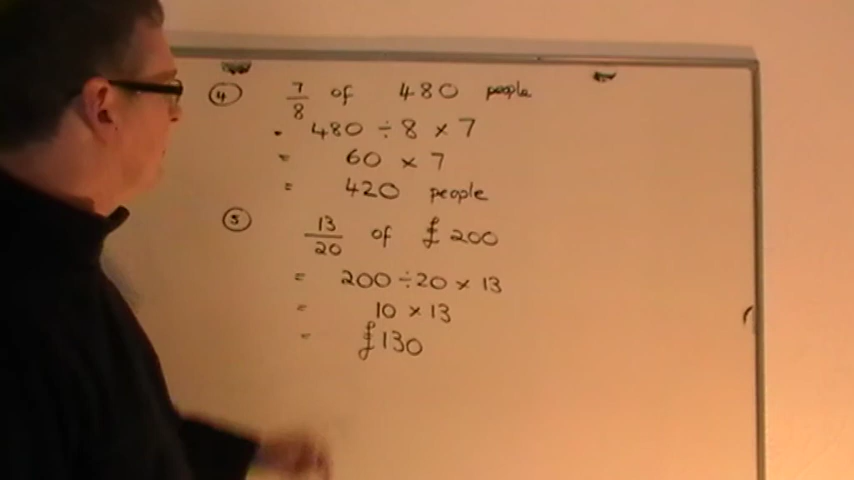 4 7/8 of 480 people
= 480 ÷ 8 × 7
= 60 × 7
= 420 people
5 13/20 of £200
= 200 ÷ 20 × 13
= 10 × 13
= £130